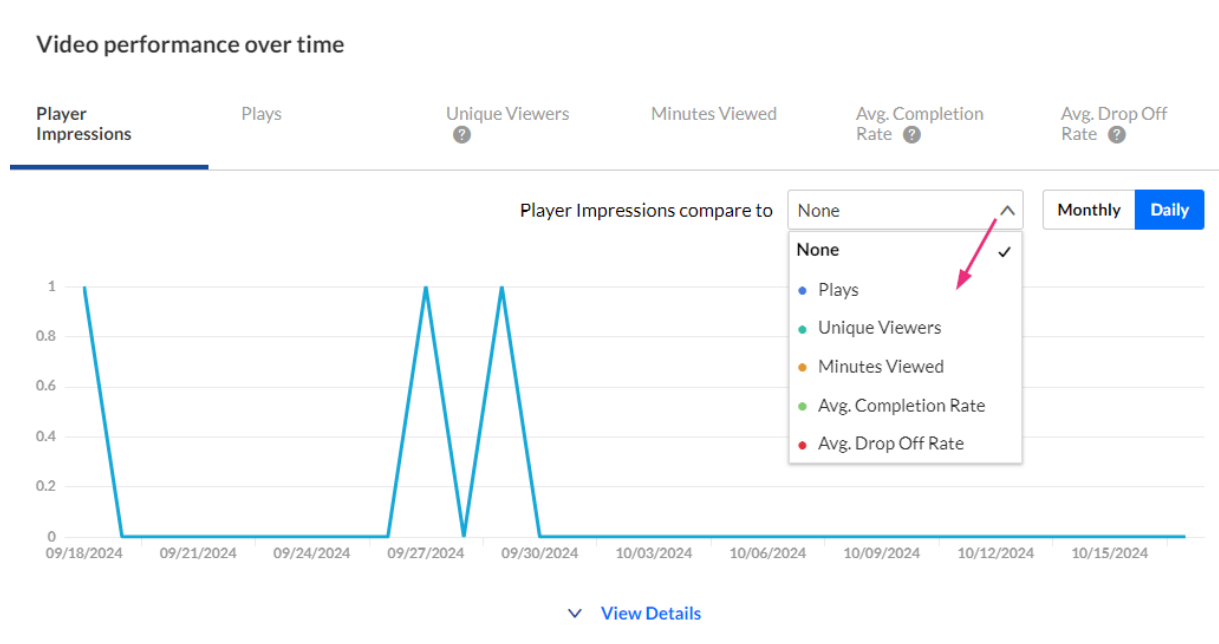 Video performance over time
Player
Impressions
Plays
Unique Viewers
?
Minutes Viewed
Avg. Completion
Rate ?
Avg. Drop Off
Rate ?
Player Impressions compare to
None
Monthly
Daily
None
Plays
Unique Viewers
Minutes Viewed
Avg. Completion Rate
Avg. Drop Off Rate
1
0.8
0.6
0.4
0.2
0
09/18/2024
09/21/2024
09/24/2024
09/27/2024
09/30/2024
10/03/2024
10/06/2024
10/09/2024
10/12/2024
10/15/2024
View Details